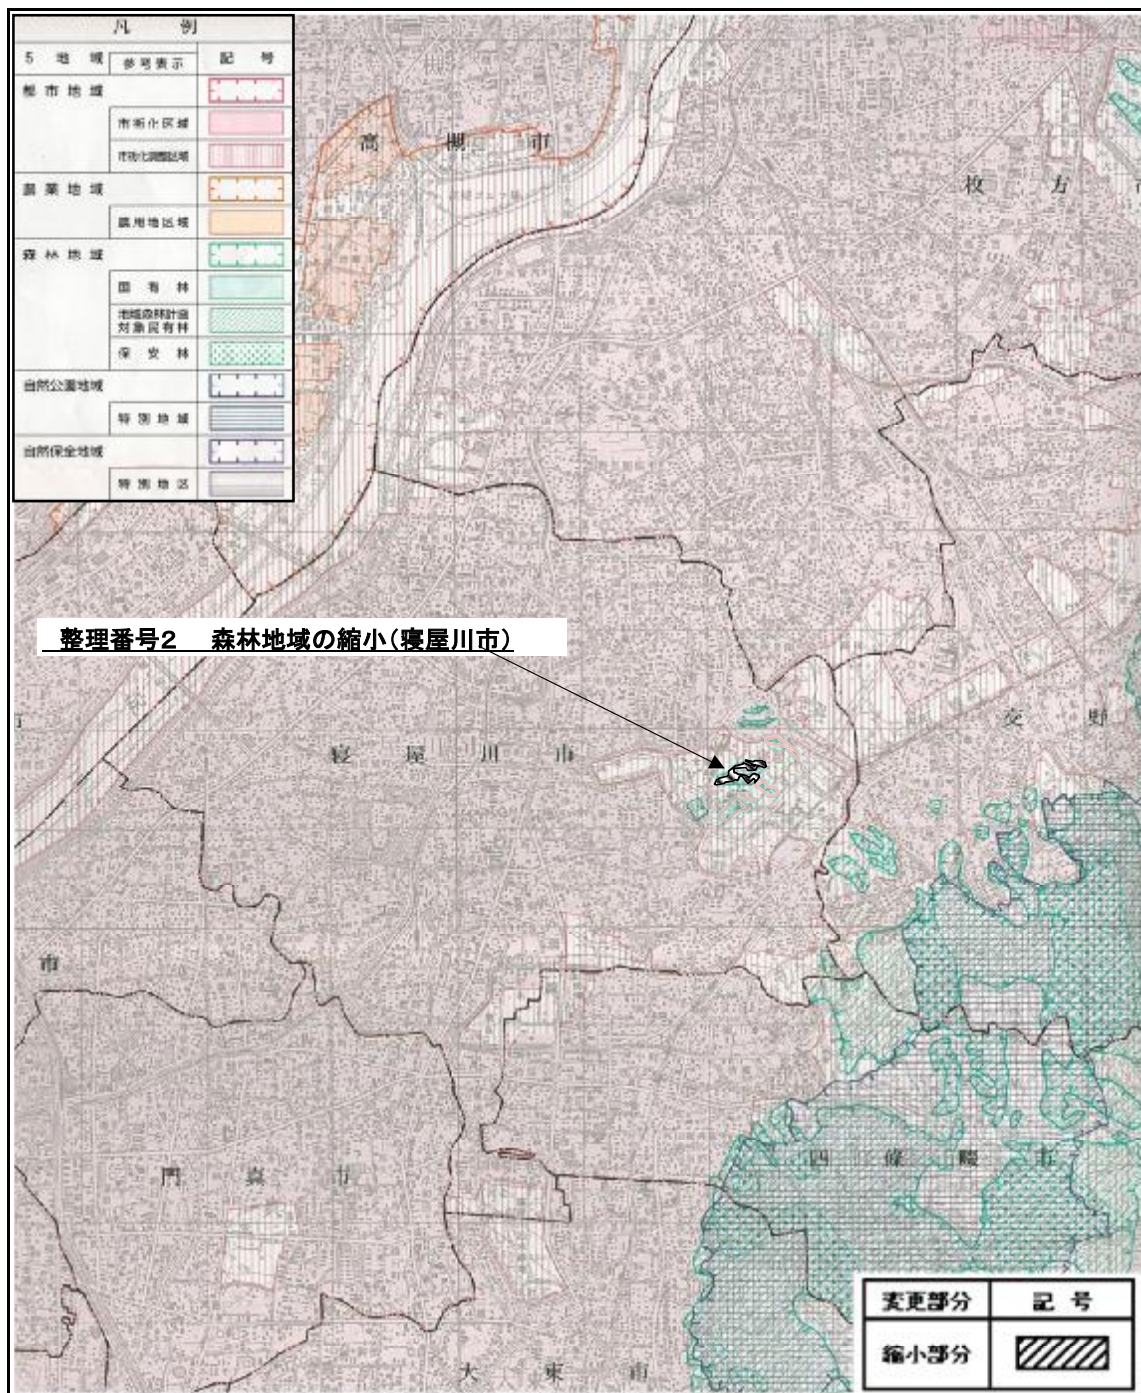 凡 例
5 地 域 参考表示 記 号
都 市 地 域
市街化区域
市街化調整区域
農 業 地 域
農用地区域
森 林 地 域
国 有 林
地域森林計画
対象民有林
保 安 林
自然公園地域
特 別 地 域
自然保全地域
特 別 地 区
高 槻 市
枚 方 市
整理番号2 森林地域の縮小(寝屋川市)
交 野
寝 屋 川 市
市
四 條 畷 市
門 真 市
大 東 市
変更部分 記 号
縮小部分